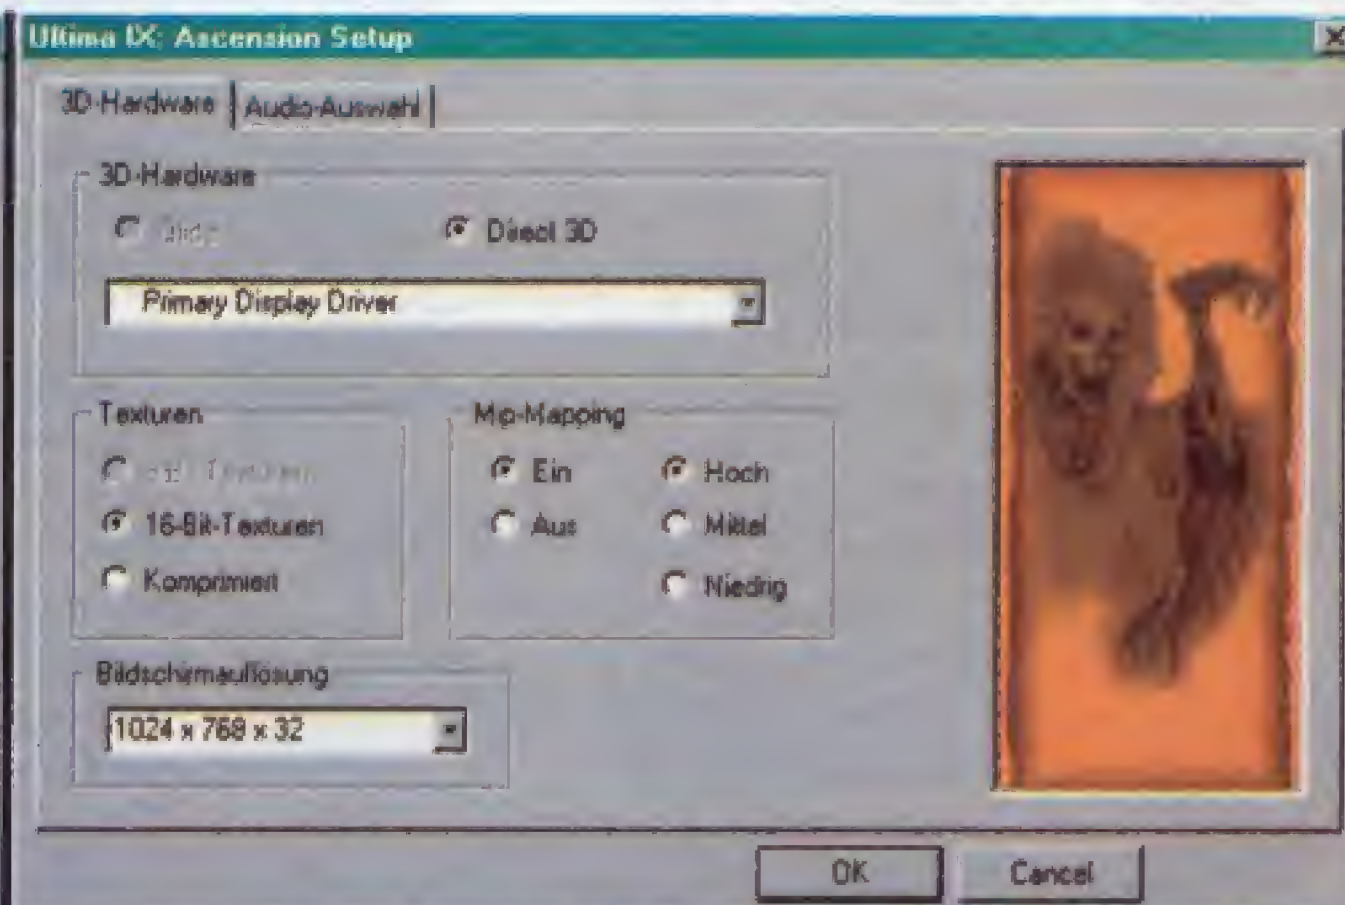 Ultima IX: Ascension Setup
3D-Hardware Audio-Auswahl
3D-Hardware
Direct 3D
Primary Display Driver
Texturen
16-Bit-Texturen
Komprimiert
Mip-Mapping
Ein Hoch
Aus Mittel
Niedrig
Bildschirmauflösung
1024 x 768 x 32
OK Cancel